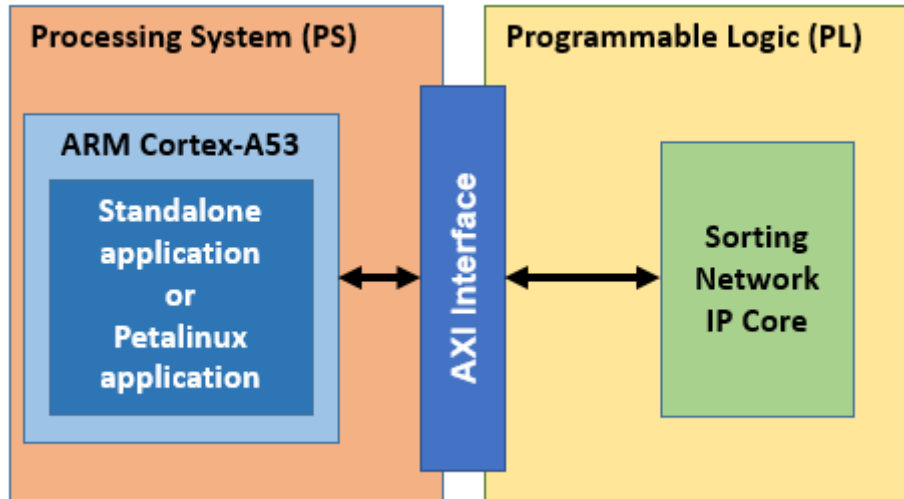 Processing System (PS)
Programmable Logic (PL)
ARM Cortex-A53
Standalone
application
or
Petalinux
application
AXI Interface
Sorting
Network
IP Core